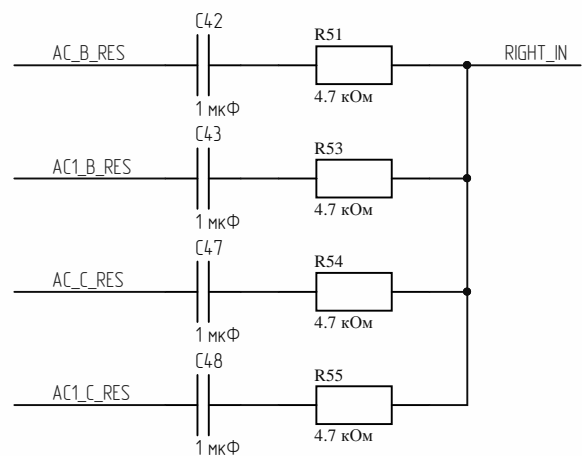 C42
R51
AC_B_RES
RIGHT_IN
1 мкФ
4.7 кОм
C43
R53
AC1_B_RES
1 мкФ
4.7 кОм
C47
R54
AC_C_RES
1 мкФ
4.7 кОм
C48
R55
AC1_C_RES
1 мкФ
4.7 кОм